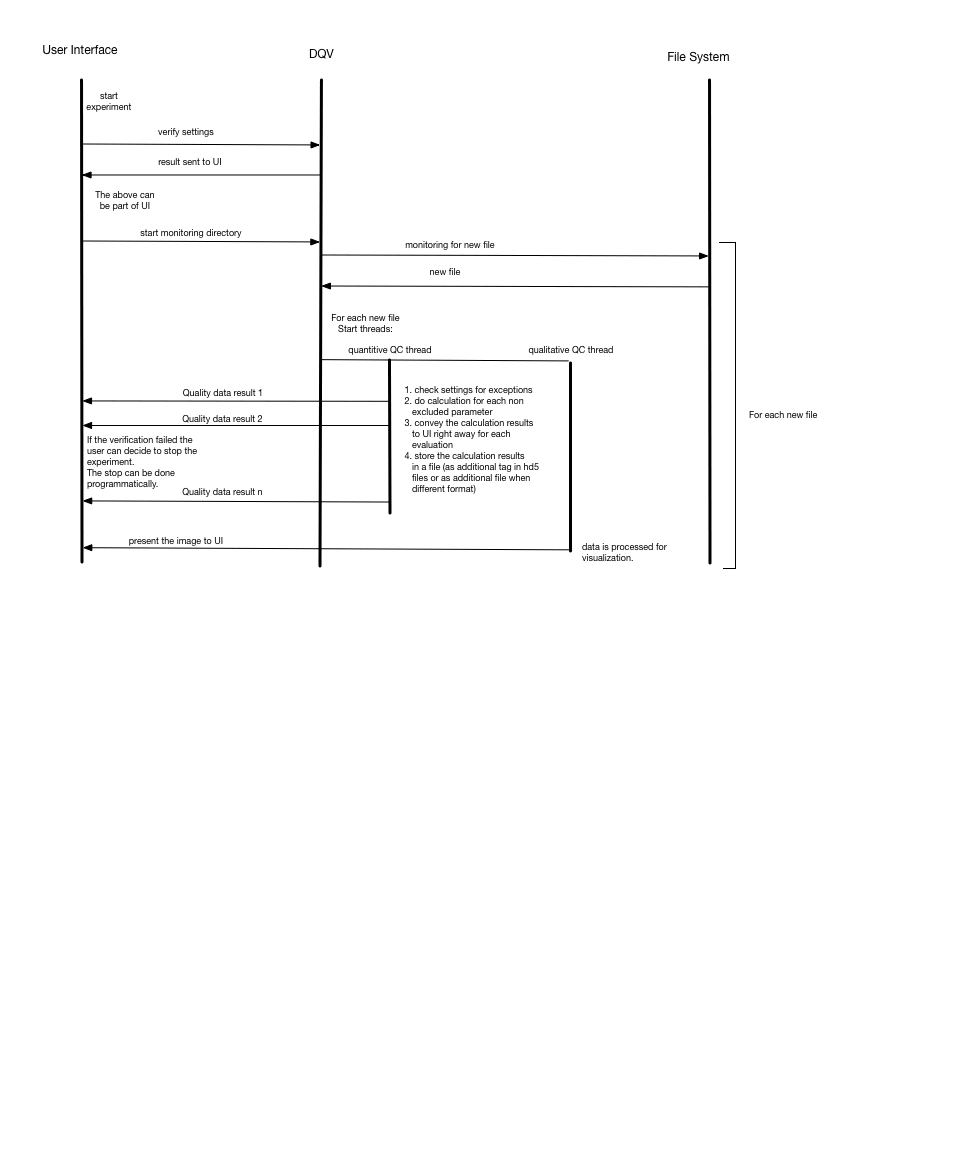 User Interface
DQV
File System
start
experiment
verify settings
result sent to UI
The above can
be part of UI
start monitoring directory
monitoring for new file
new file
For each new file
Start threads:
quantitive QC thread
qualitative QC thread
Quality data result 1
Quality data result 2
If the verification failed the
user can decide to stop the
experiment.
The stop can be done
programmatically.
Quality data result n
1. check settings for exceptions
2. do calculation for each non
excluded parameter
3. convey the calculation results
to UI right away for each
evaluation
4. store the calculation results
in a file (as additional tag in hd5
files or as additional file when
different format)
For each new file
present the image to UI
data is processed for
visualization.